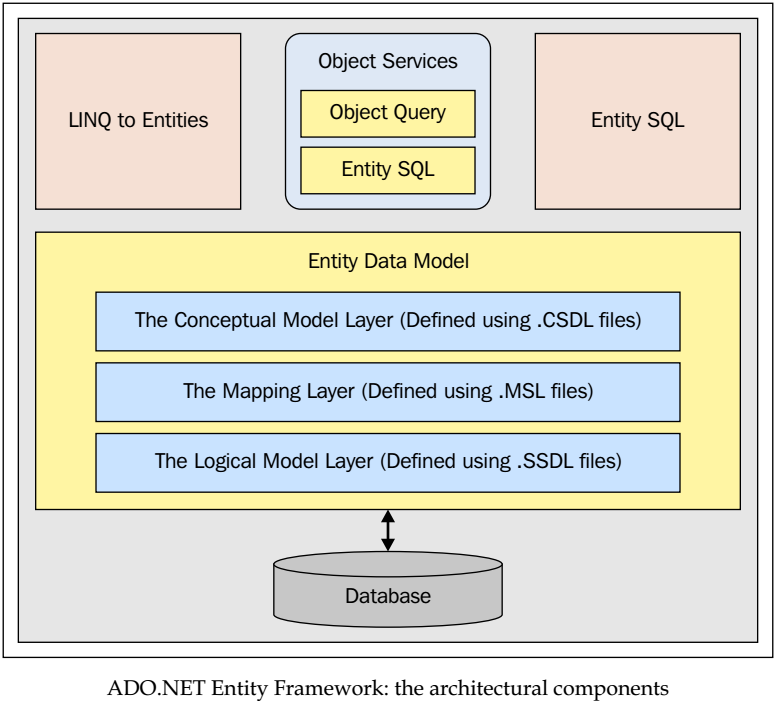 LINQ to Entities
Object Services
Object Query
Entity SQL
Entity SQL
Entity Data Model
The Conceptual Model Layer (Defined using .CSDL files)
The Mapping Layer (Defined using .MSL files)
The Logical Model Layer (Defined using .SSDL files)
Database
ADO.NET Entity Framework: the architectural components